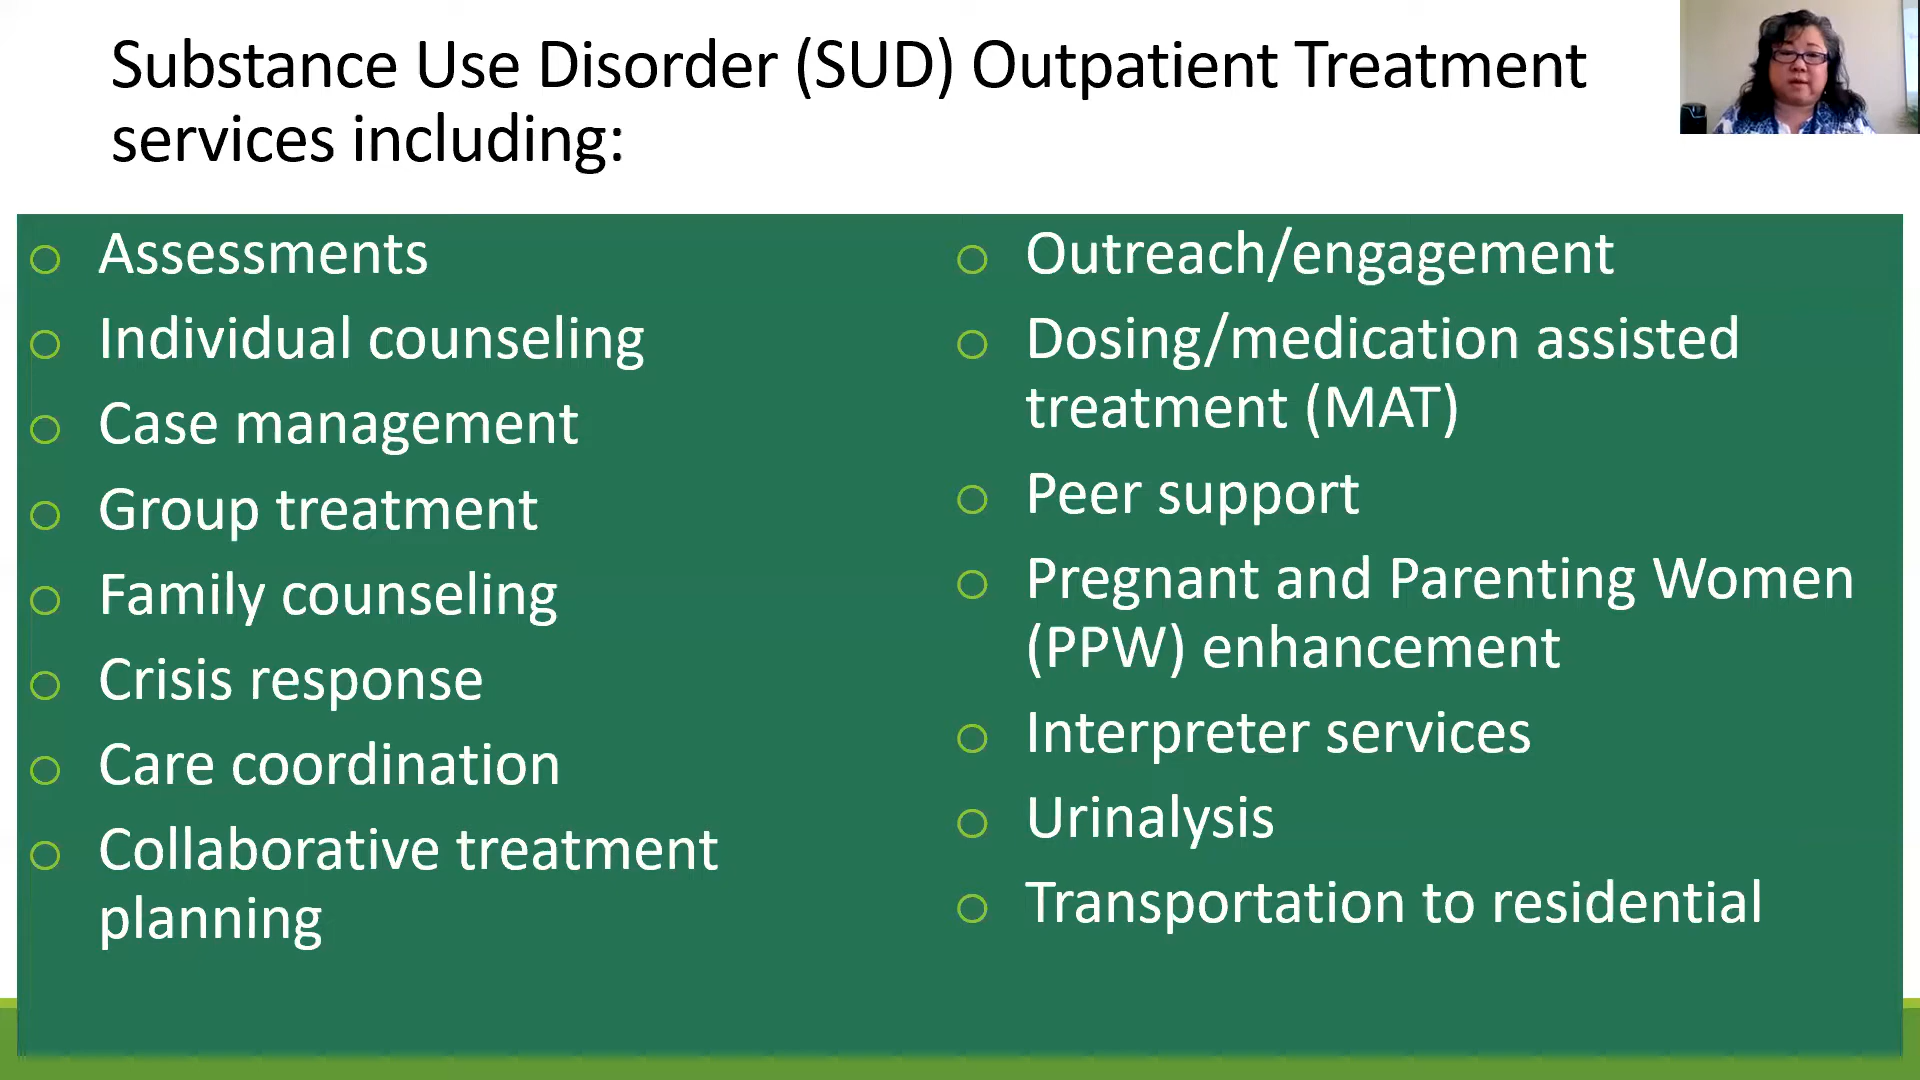 Substance Use Disorder (SUD) Outpatient Treatment
services including:
Assessments
Individual counseling
Case management
Group treatment
Family counseling
Crisis response
Care coordination
Collaborative treatment
planning
Outreach/engagement
Dosing/medication assisted
treatment (MAT)
Peer support
Pregnant and Parenting Women
(PPW) enhancement
Interpreter services
Urinalysis
Transportation to residential